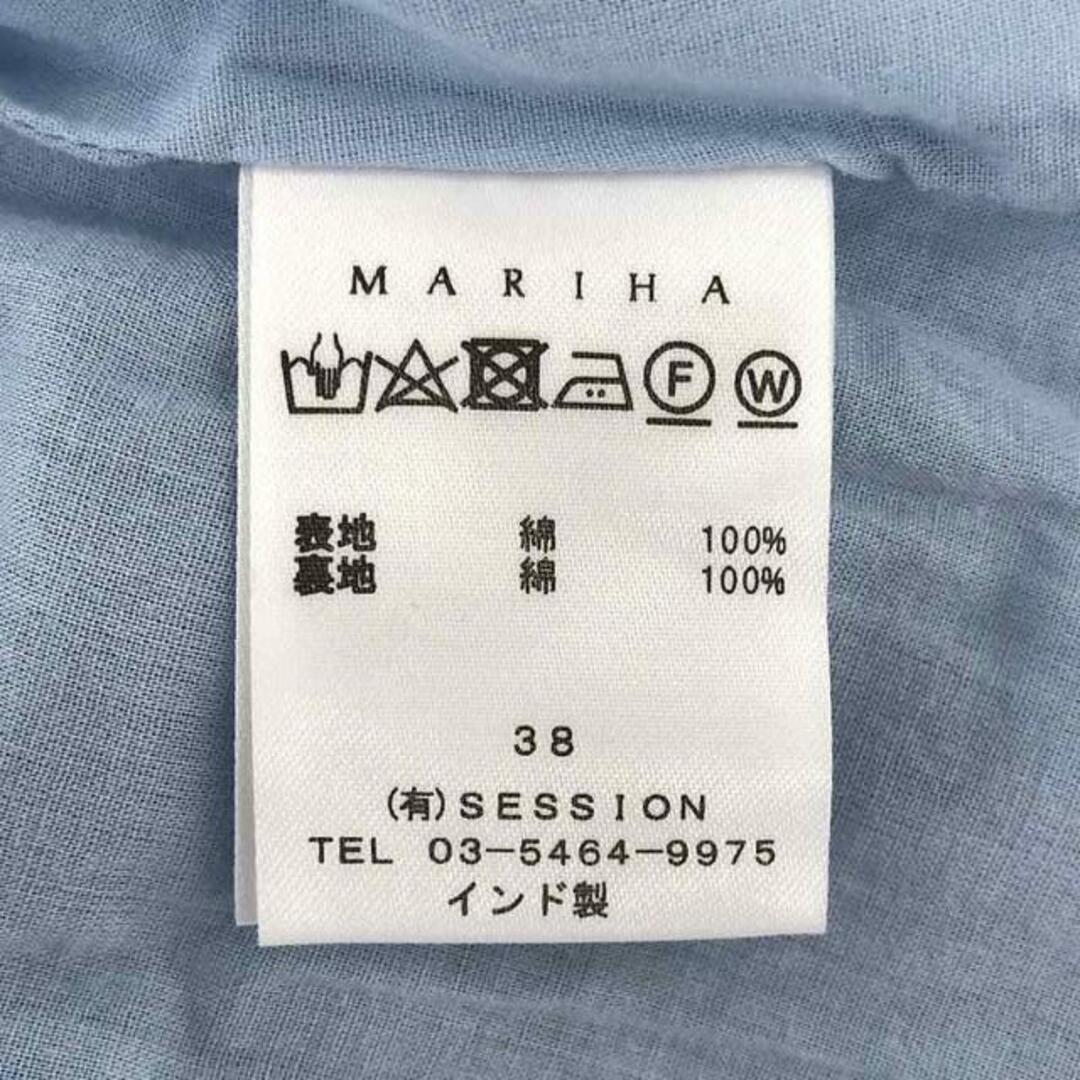 MARIHA
F W
表地 綿 100%
裏地 綿 100%
38
(有)SESSION
TEL 03-5464-9975
インド製